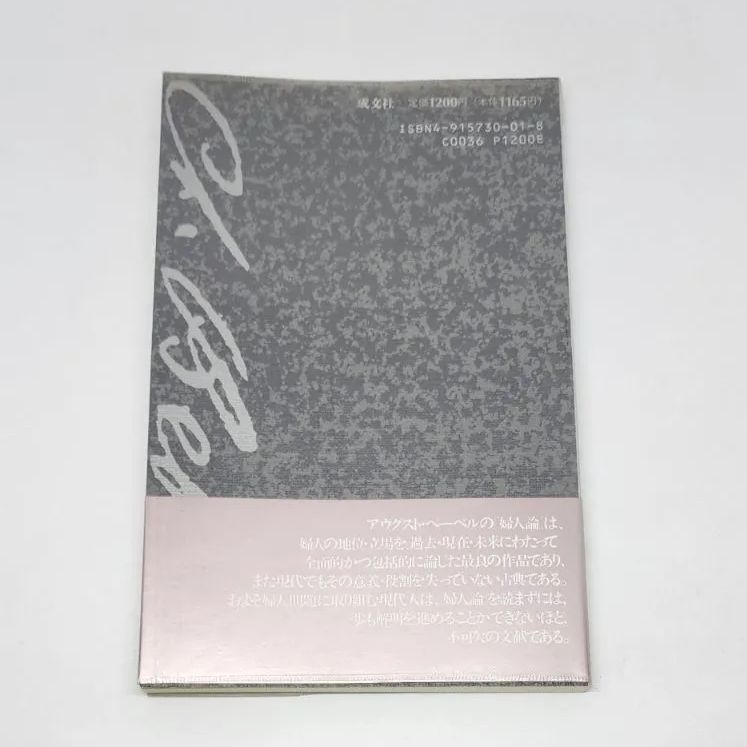 成文社 定価1200円（本体1165円）
ISBN4-915730-01-8
C0036 P1200E
A. Beb
アウクスト・ベーベルの「婦人論」は、
婦人の地位・立場を、過去・現在・未来にわたって
全面的かつ包括的に論した最良の作品であり、
また現代でもその意義・役割を失っていない古典である。
およそ婦人問題に取り組む現代人は、「婦人論」を読まずには、
一歩も解明を進めることかできないほど、
不可欠の文献である。